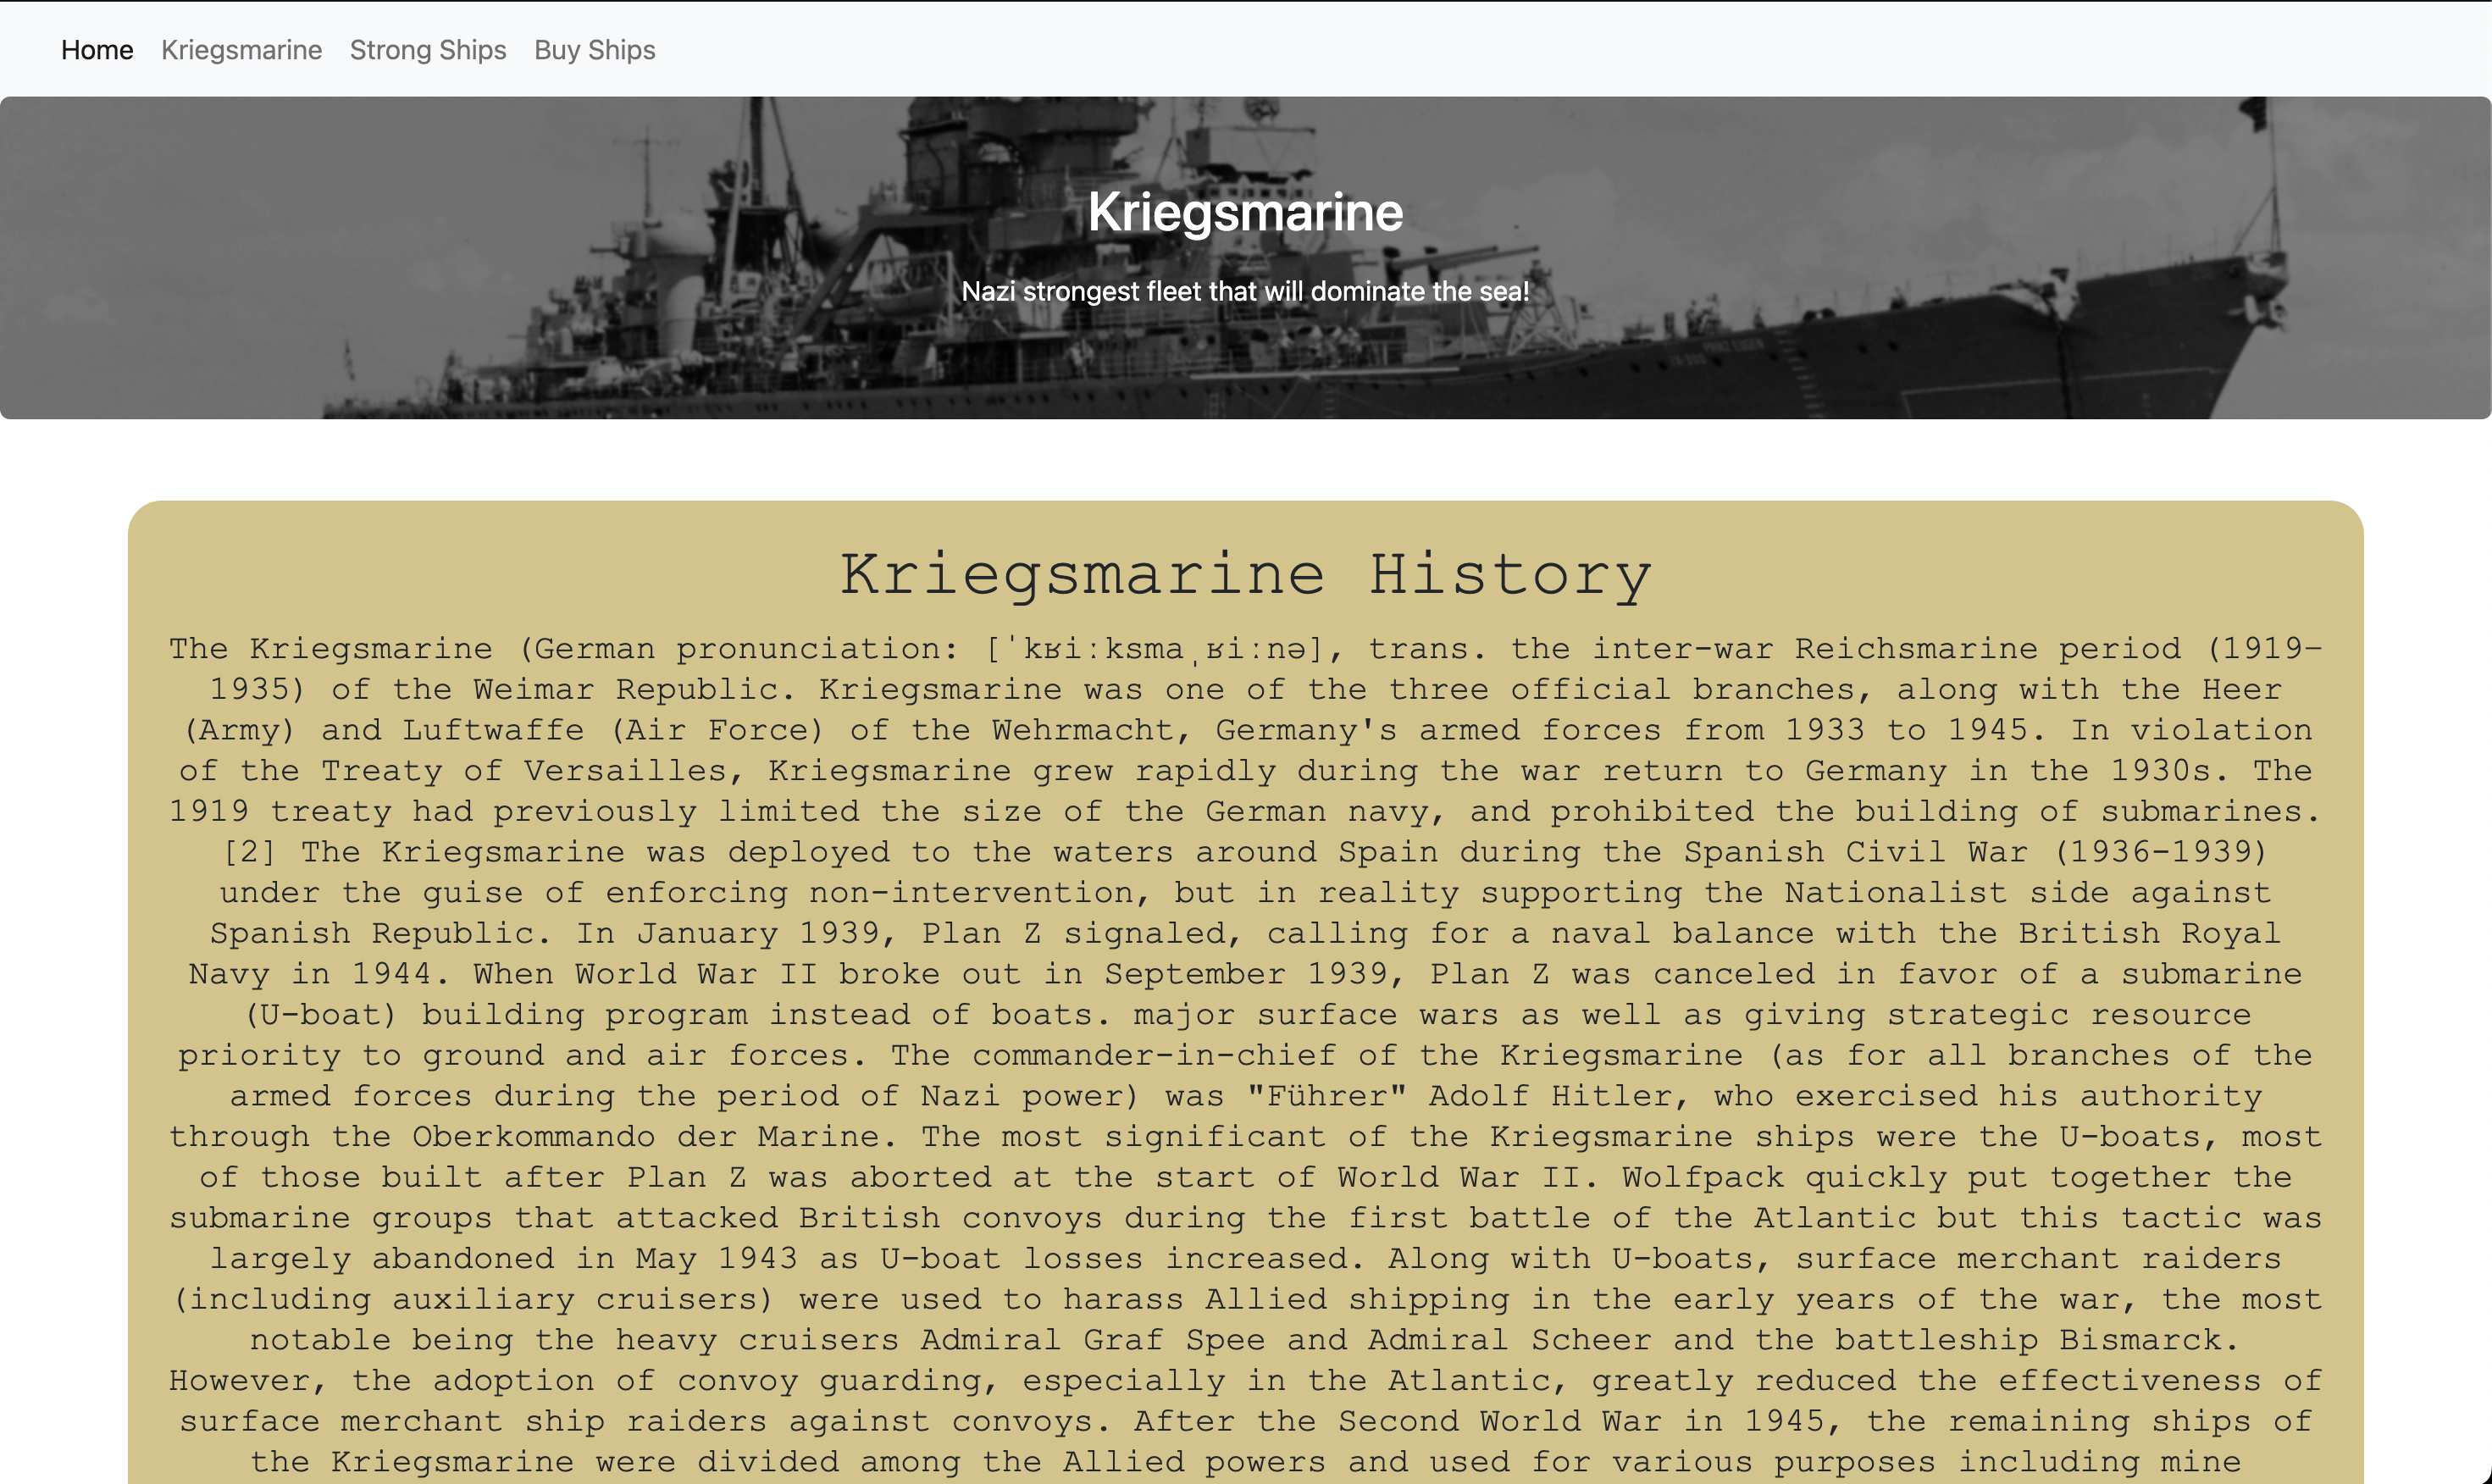 Home Kriegsmarine Strong Ships Buy Ships
Kriegsmarine
Nazi strongest fleet that will dominate the sea!
Kriegsmarine History
The Kriegsmarine (German pronunciation: [ˈkʁiːksmaˌʁiːnə], trans. the inter-war Reichsmarine period (1919–
1935) of the Weimar Republic. Kriegsmarine was one of the three official branches, along with the Heer
(Army) and Luftwaffe (Air Force) of the Wehrmacht, Germany's armed forces from 1933 to 1945. In violation
of the Treaty of Versailles, Kriegsmarine grew rapidly during the war return to Germany in the 1930s. The
1919 treaty had previously limited the size of the German navy, and prohibited the building of submarines.
[2] The Kriegsmarine was deployed to the waters around Spain during the Spanish Civil War (1936-1939)
under the guise of enforcing non-intervention, but in reality supporting the Nationalist side against
Spanish Republic. In January 1939, Plan Z signaled, calling for a naval balance with the British Royal
Navy in 1944. When World War II broke out in September 1939, Plan Z was canceled in favor of a submarine
(U-boat) building program instead of boats. major surface wars as well as giving strategic resource
priority to ground and air forces. The commander-in-chief of the Kriegsmarine (as for all branches of the
armed forces during the period of Nazi power) was "Führer" Adolf Hitler, who exercised his authority
through the Oberkommando der Marine. The most significant of the Kriegsmarine ships were the U-boats, most
of those built after Plan Z was aborted at the start of World War II. Wolfpack quickly put together the
submarine groups that attacked British convoys during the first battle of the Atlantic but this tactic was
largely abandoned in May 1943 as U-boat losses increased. Along with U-boats, surface merchant raiders
(including auxiliary cruisers) were used to harass Allied shipping in the early years of the war, the most
notable being the heavy cruisers Admiral Graf Spee and Admiral Scheer and the battleship Bismarck.
However, the adoption of convoy guarding, especially in the Atlantic, greatly reduced the effectiveness of
surface merchant ship raiders against convoys. After the Second World War in 1945, the remaining ships of
the Kriegsmarine were divided among the Allied powers and used for various purposes including mine